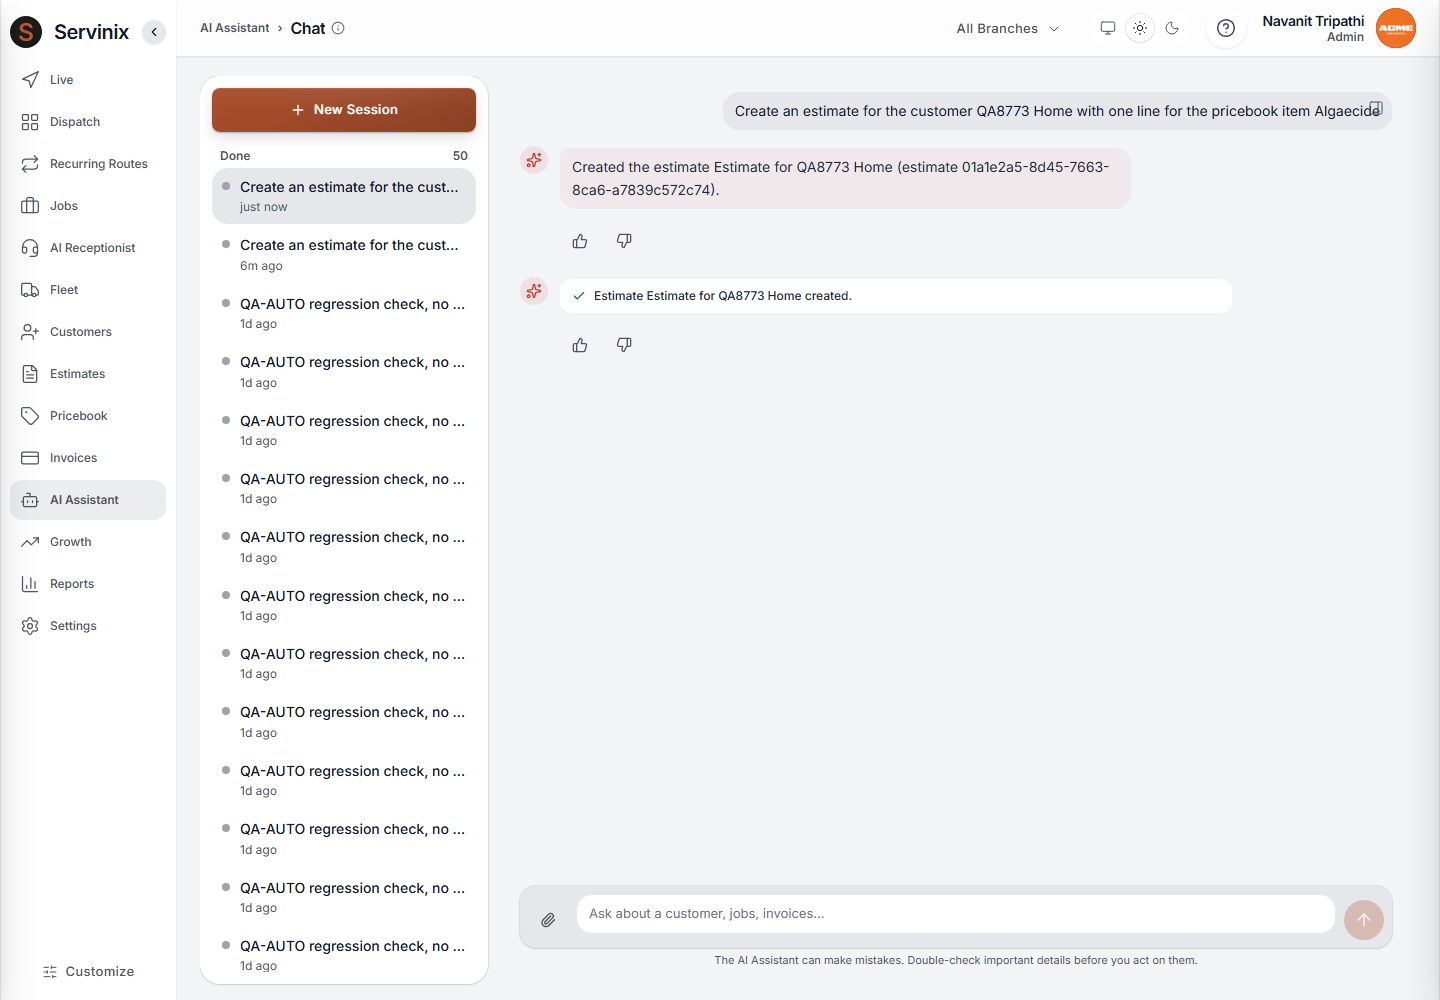 S Servinix
Live
Dispatch
Recurring Routes
Jobs
AI Receptionist
Fleet
Customers
Estimates
Pricebook
Invoices
AI Assistant
Growth
Reports
Settings
Customize
AI Assistant › Chat
All Branches
Navanit Tripathi
Admin
ACME
+ New Session
Done 50
Create an estimate for the cust...
just now
Create an estimate for the cust...
6m ago
QA-AUTO regression check, no ...
1d ago
QA-AUTO regression check, no ...
1d ago
QA-AUTO regression check, no ...
1d ago
QA-AUTO regression check, no ...
1d ago
QA-AUTO regression check, no ...
1d ago
QA-AUTO regression check, no ...
1d ago
QA-AUTO regression check, no ...
1d ago
QA-AUTO regression check, no ...
1d ago
QA-AUTO regression check, no ...
1d ago
QA-AUTO regression check, no ...
1d ago
QA-AUTO regression check, no ...
1d ago
QA-AUTO regression check, no ...
1d ago
Create an estimate for the customer QA8773 Home with one line for the pricebook item Algaecide
Created the estimate Estimate for QA8773 Home (estimate 01a1e2a5-8d45-7663-
8ca6-a7839c572c74).
Estimate Estimate for QA8773 Home created.
Ask about a customer, jobs, invoices...
The AI Assistant can make mistakes. Double-check important details before you act on them.